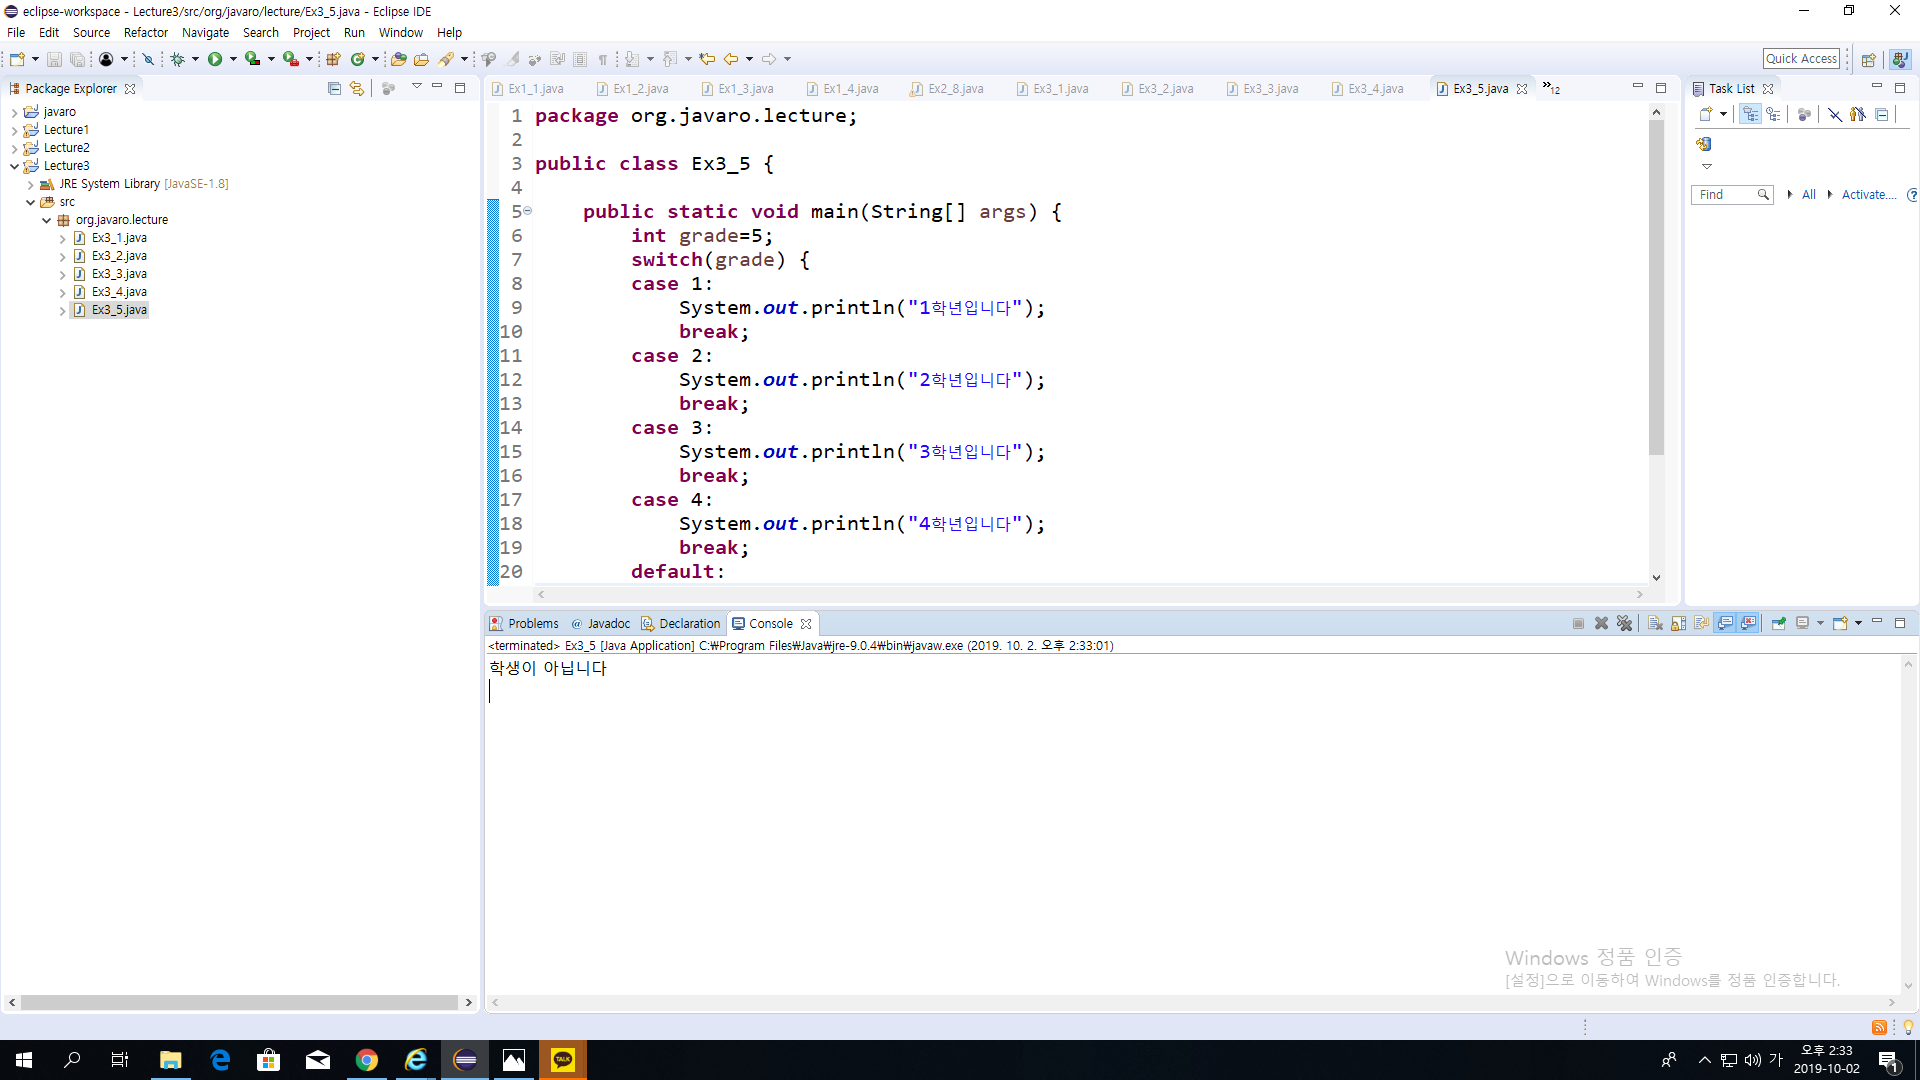 eclipse-workspace - Lecture3/src/org/javaro/lecture/Ex3_5.java - Eclipse IDE
File Edit Source Refactor Navigate Search Project Run Window Help
Quick Access
Package Explorer
javaro
Lecture1
Lecture2
Lecture3
JRE System Library [JavaSE-1.8]
src
org.javaro.lecture
Ex3_1.java
Ex3_2.java
Ex3_3.java
Ex3_4.java
Ex3_5.java
Ex1_1.java Ex1_2.java Ex1_3.java Ex1_4.java Ex2_8.java Ex3_1.java Ex3_2.java Ex3_3.java Ex3_4.java Ex3_5.java »12
1 package org.javaro.lecture;
2
3 public class Ex3_5 {
4
5 public static void main(String[] args) {
6 int grade=5;
7 switch(grade) {
8 case 1:
9 System.out.println("1학년입니다");
10 break;
11 case 2:
12 System.out.println("2학년입니다");
13 break;
14 case 3:
15 System.out.println("3학년입니다");
16 break;
17 case 4:
18 System.out.println("4학년입니다");
19 break;
20 default:
Task List
Find All Activate...
Problems @ Javadoc Declaration Console
<terminated> Ex3_5 [Java Application] C:₩Program Files₩Java₩jre-9.0.4₩bin₩javaw.exe (2019. 10. 2. 오후 2:33:01)
학생이 아닙니다
Windows 정품 인증
[설정]으로 이동하여 Windows를 정품 인증합니다.
TALK
가
오후 2:33
2019-10-02
1